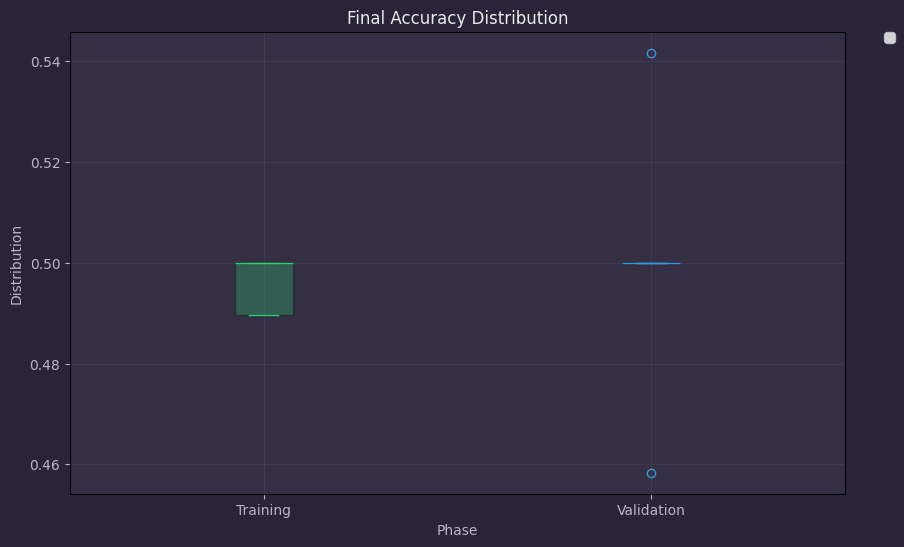 Final Accuracy Distribution
0.54
0.52
0.50
0.48
0.46
Distribution
Training
Validation
Phase